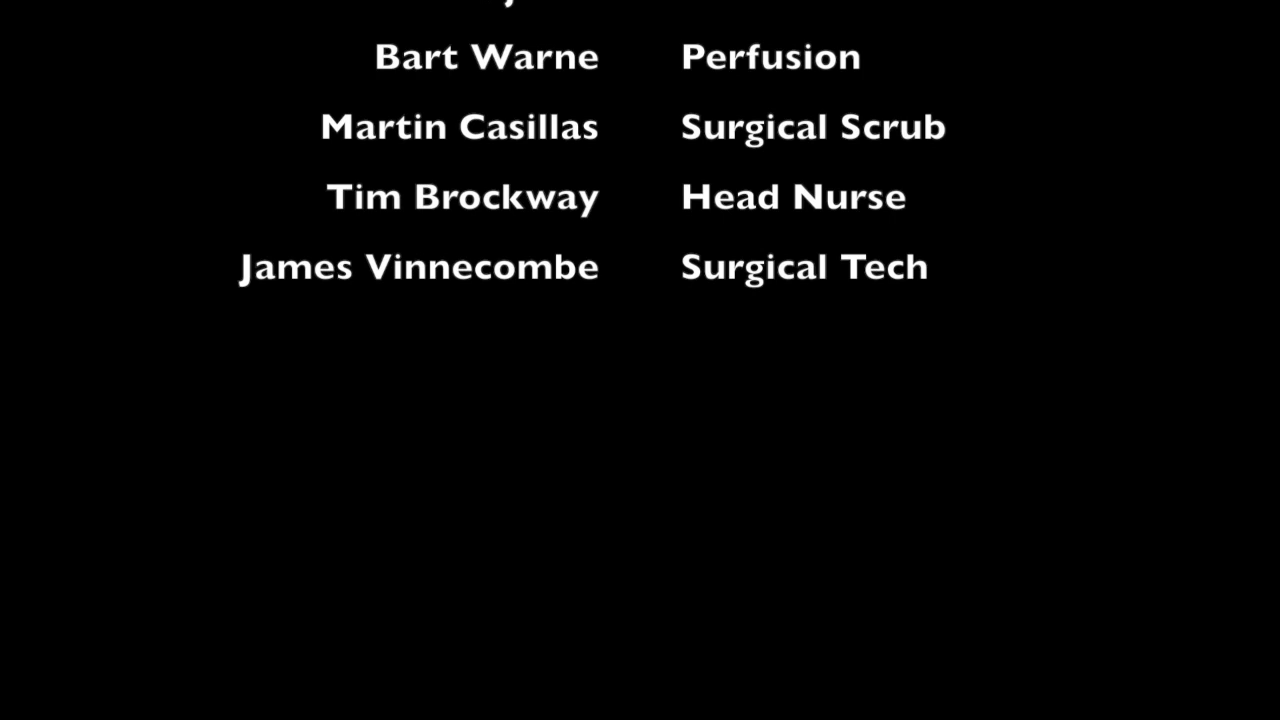 Bart Warne Perfusion
Martin Casillas Surgical Scrub
Tim Brockway Head Nurse
James Vinnecombe Surgical Tech